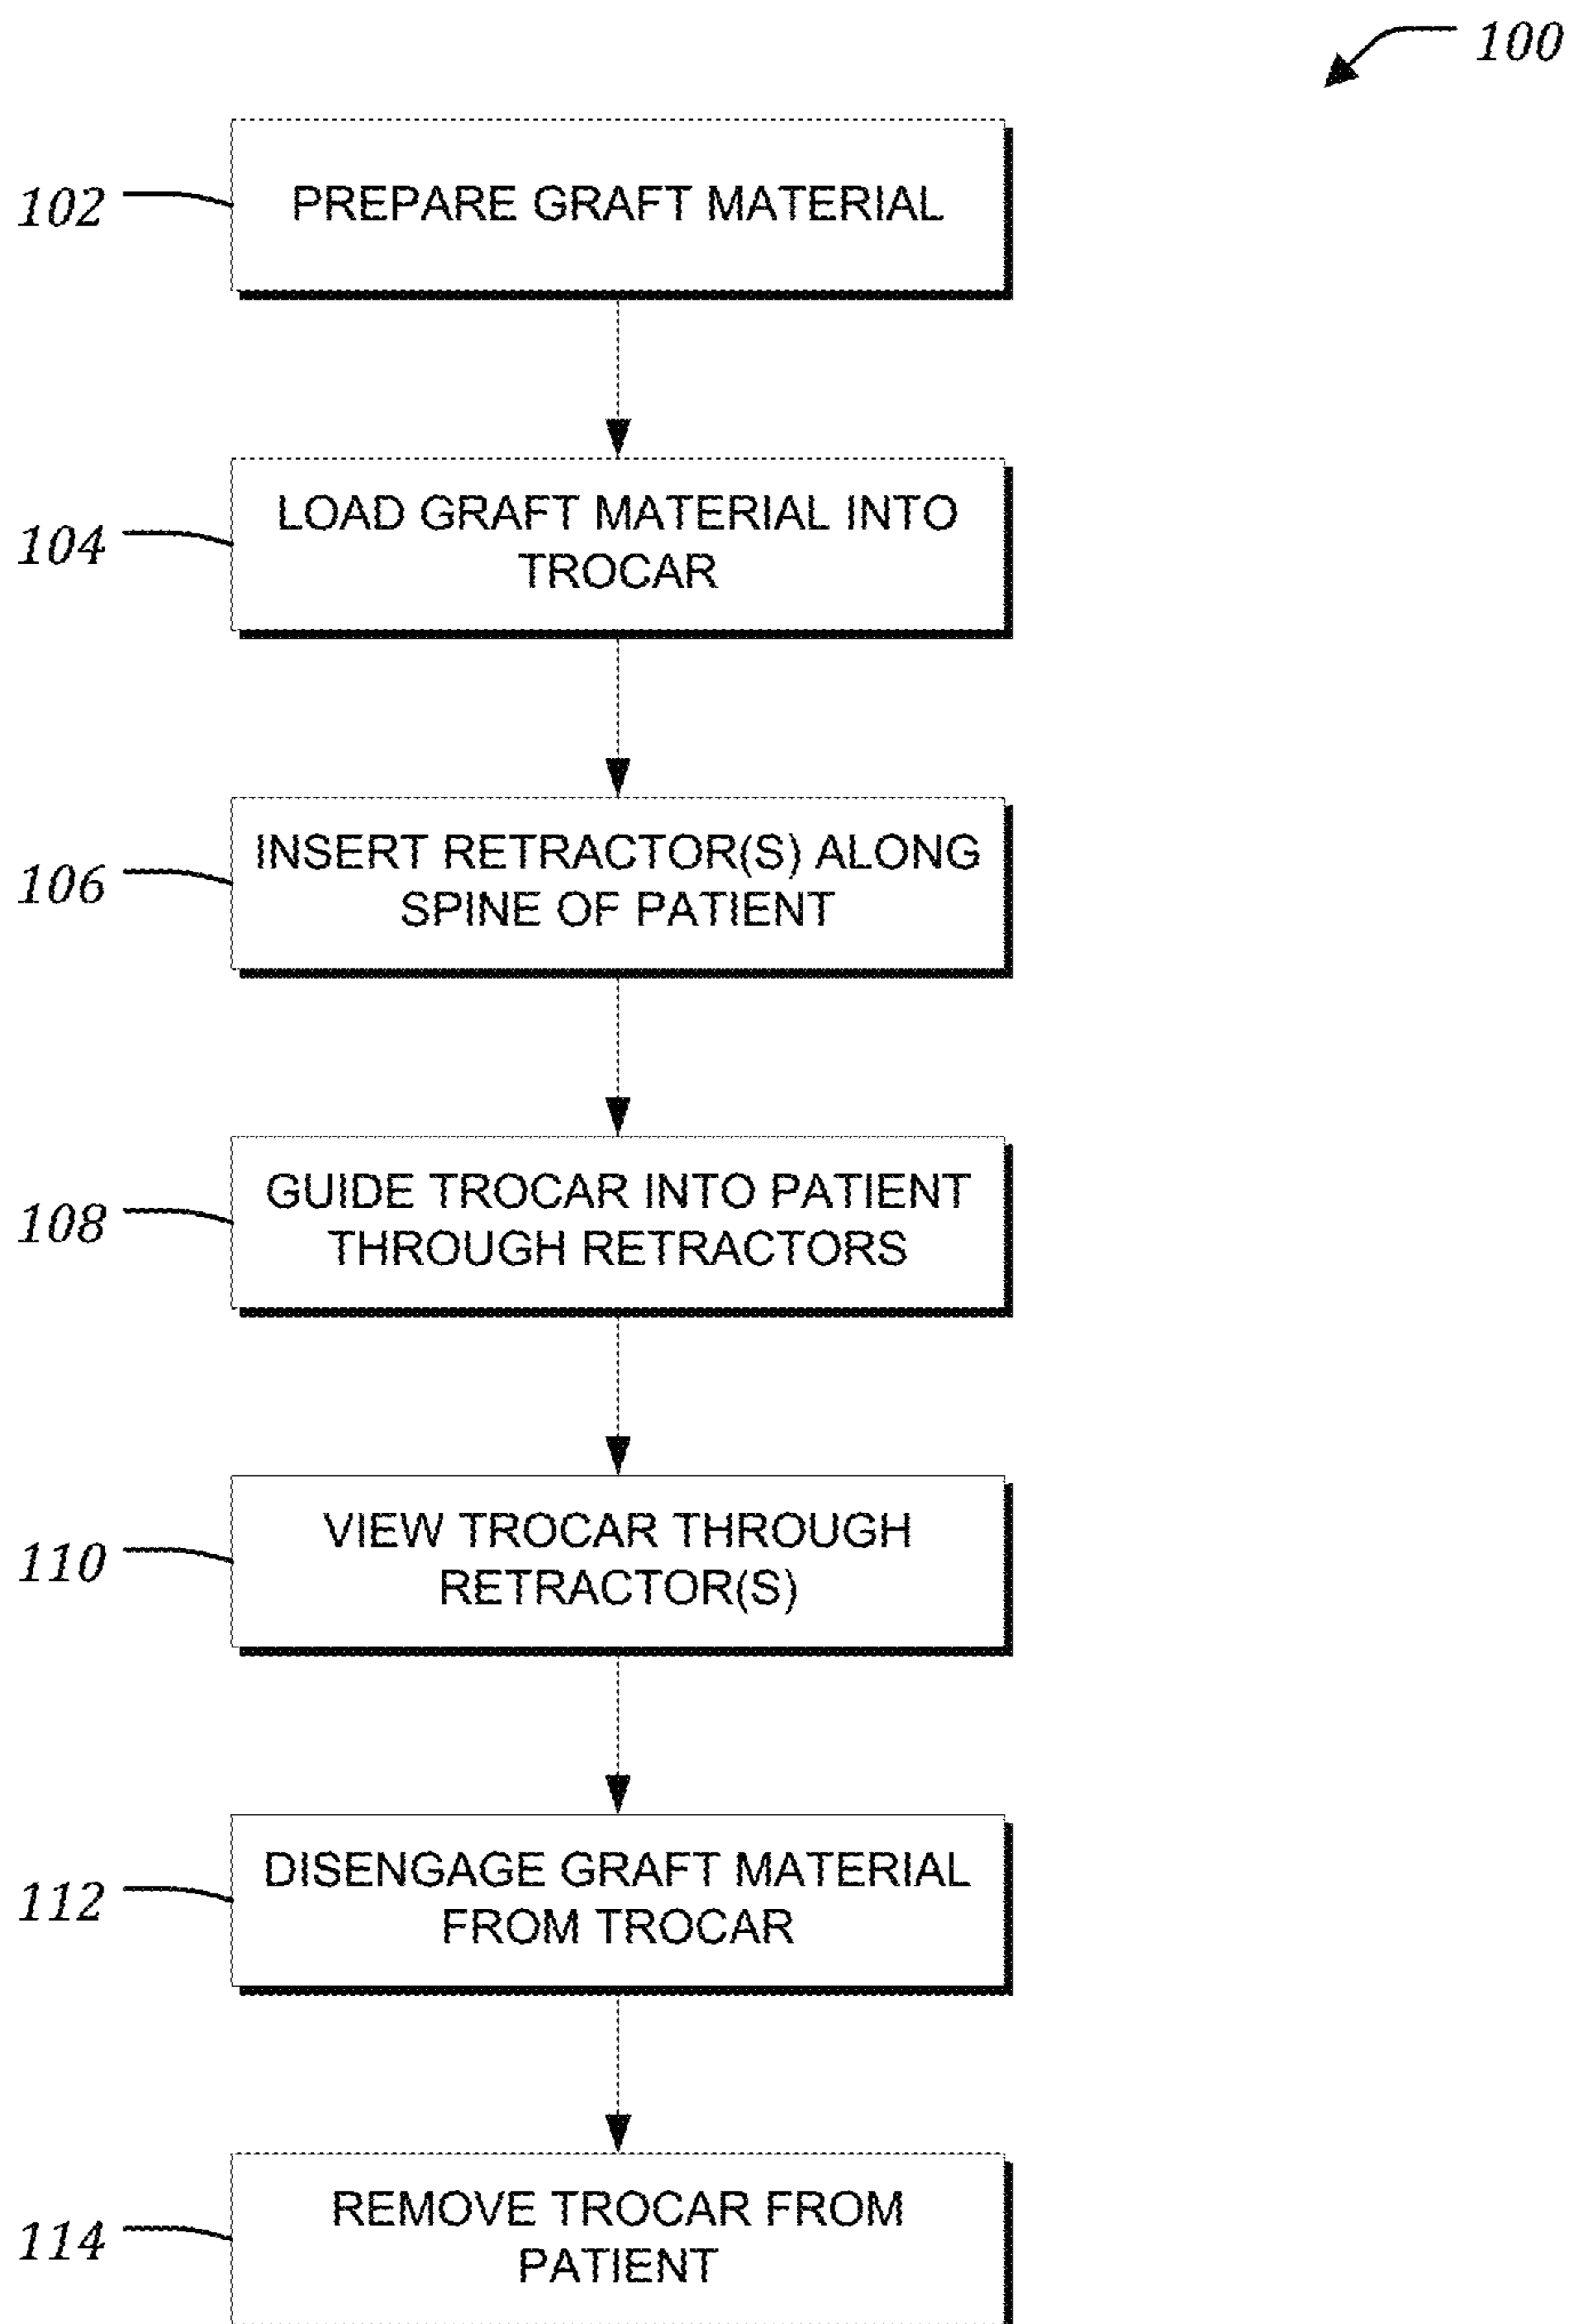 100
102
PREPARE GRAFT MATERIAL
104
LOAD GRAFT MATERIAL INTO
TROCAR
106
INSERT RETRACTOR(S) ALONG
SPINE OF PATIENT
108
GUIDE TROCAR INTO PATIENT
THROUGH RETRACTORS
110
VIEW TROCAR THROUGH
RETRACTOR(S)
112
DISENGAGE GRAFT MATERIAL
FROM TROCAR
114
REMOVE TROCAR FROM
PATIENT